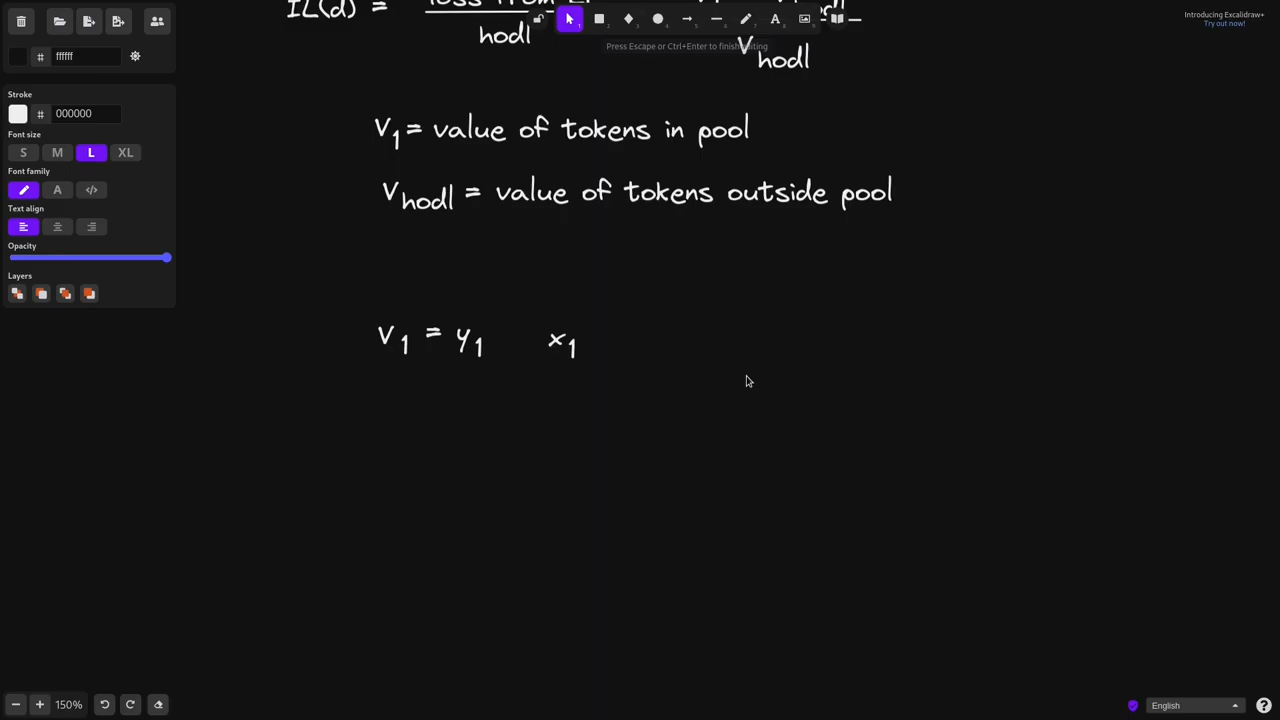 IL(d) =
hodl
V hodl
Introducing Excalidraw+
Try out now!
Press Escape or Ctrl+Enter to finish editing
# ffffff
Stroke
# 000000
Font size
S M L XL
Font family
A </>
Text align
Opacity
Layers
V1 = value of tokens in pool
Vhodl = value of tokens outside pool
V1 = y1 x1
150%
English